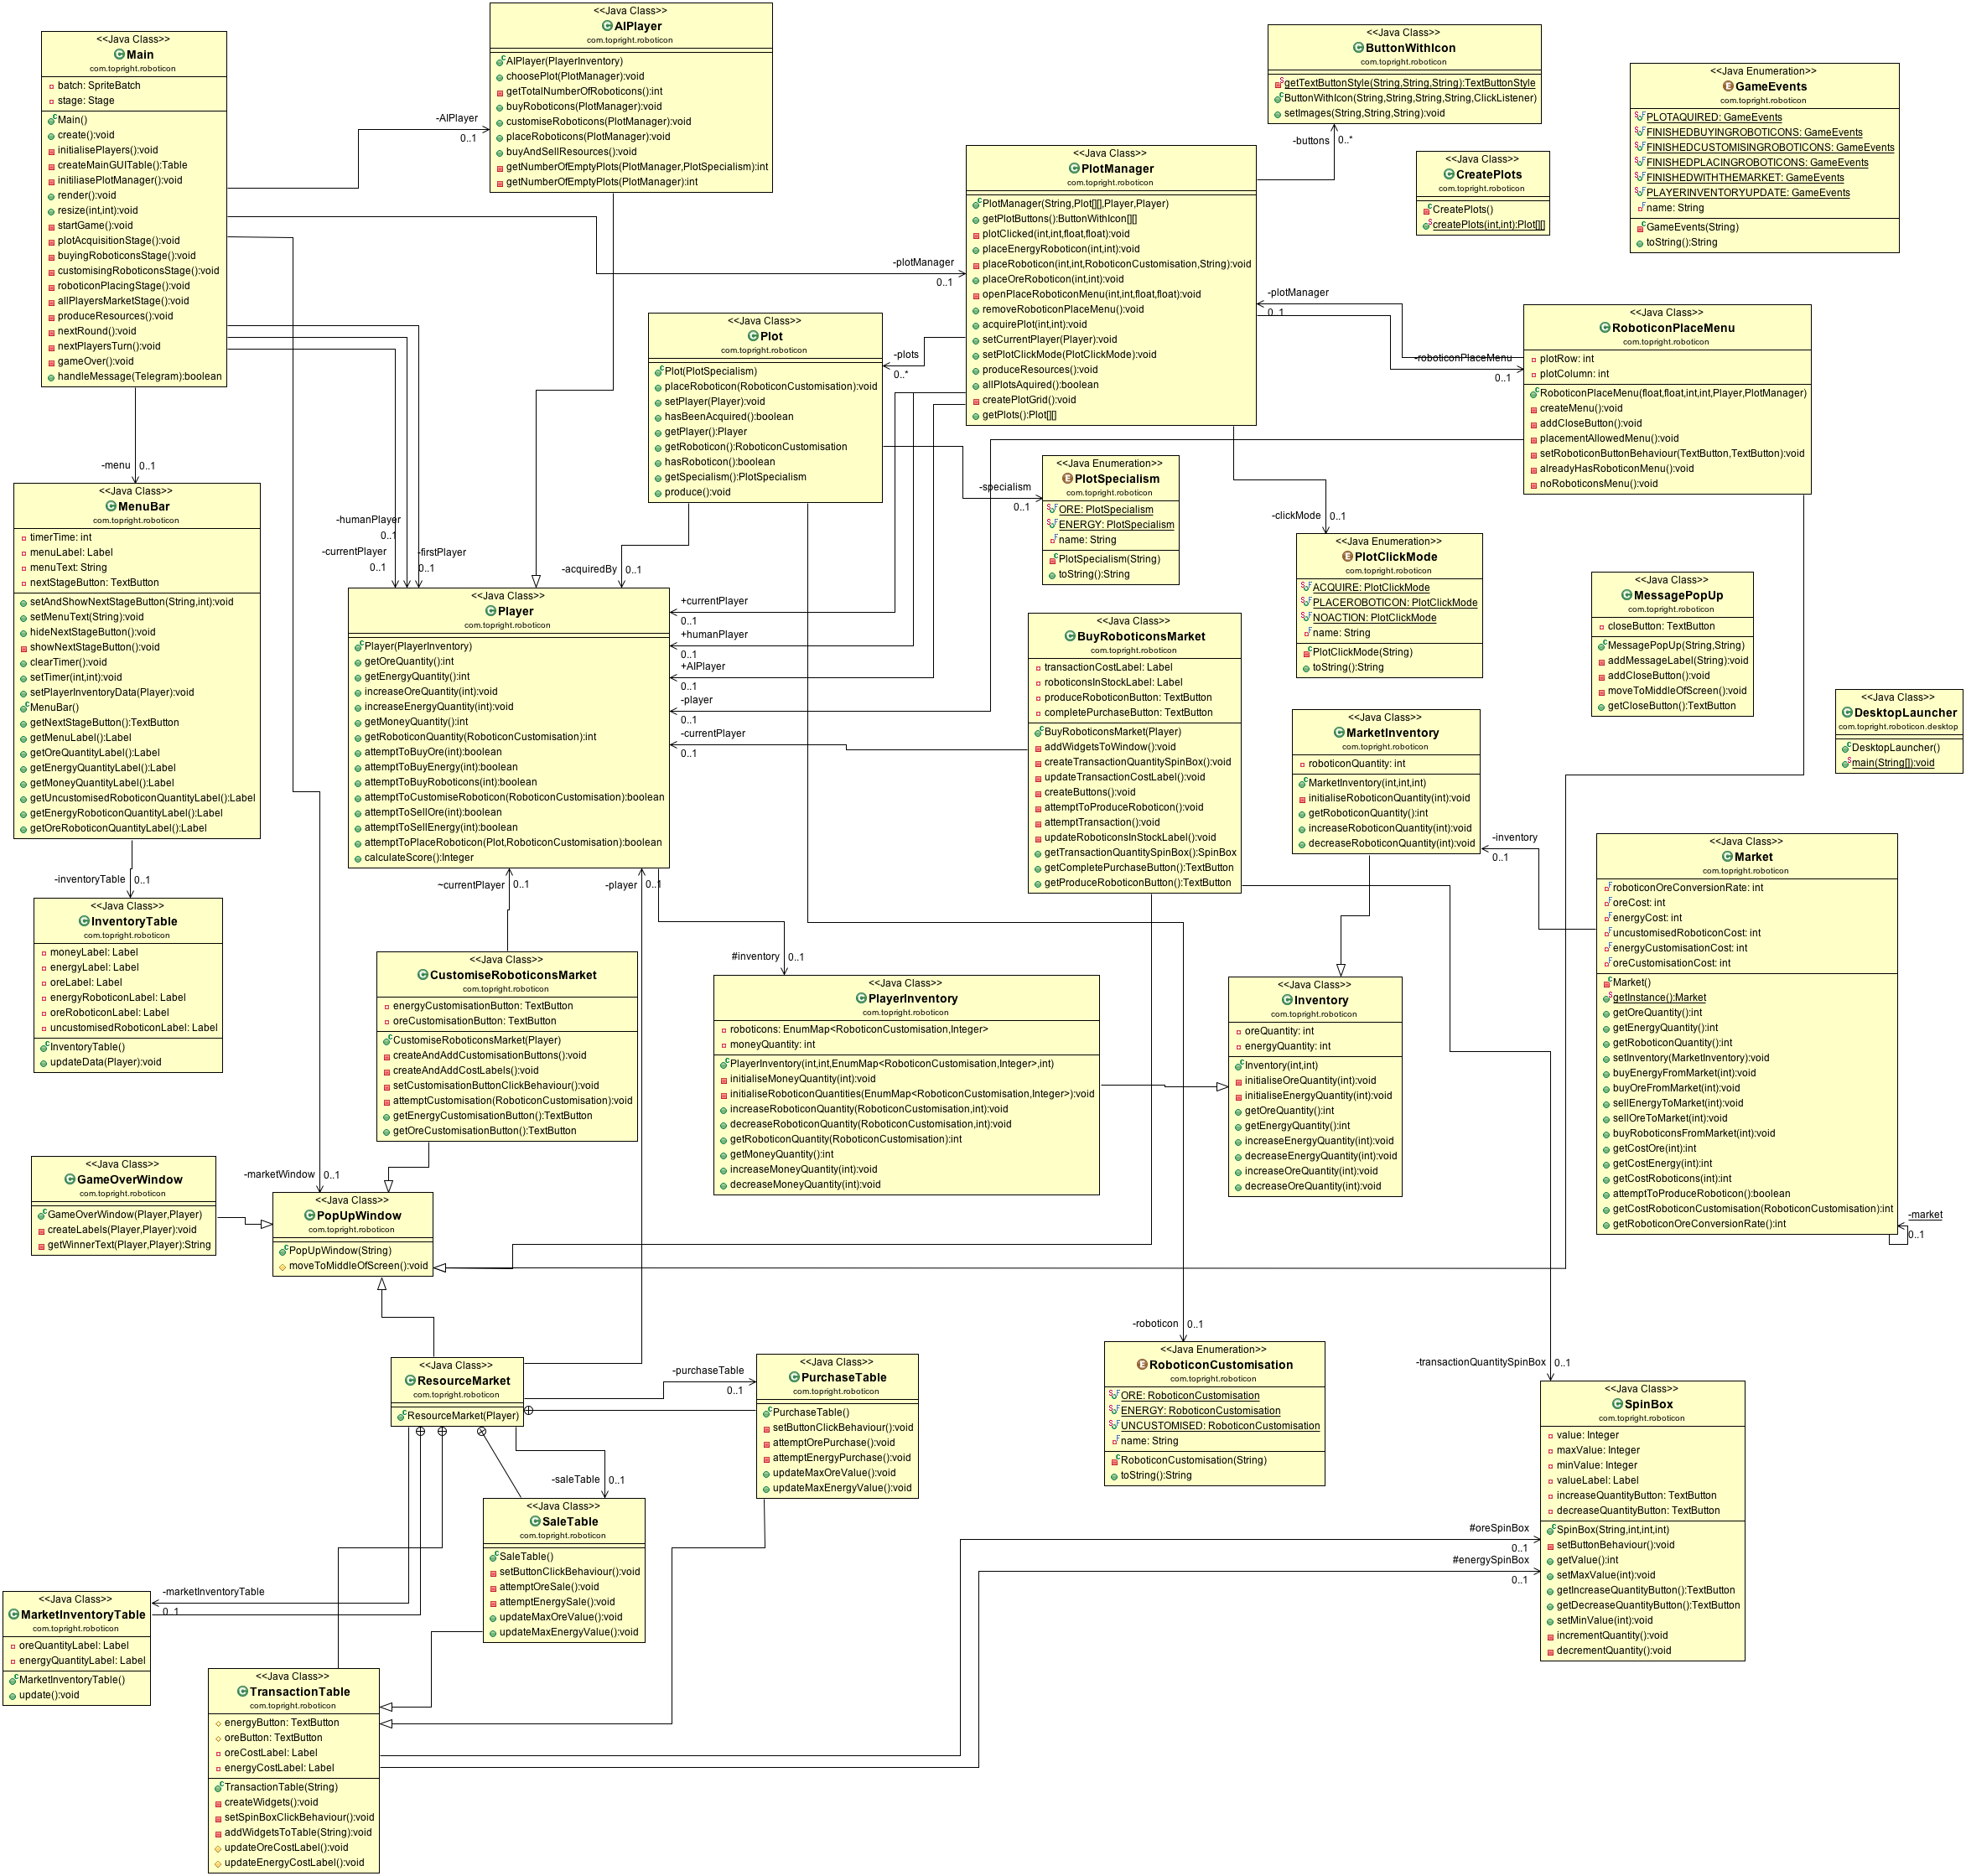 <<Java Class>>
Main
com.topright.roboticon
batch: SpriteBatch
stage: Stage
Main()
create():void
initialisePlayers():void
createMainGUITable():Table
initiliasePlotManager():void
render():void
resize(int,int):void
startGame():void
plotAcquisitionStage():void
buyingRoboticonsStage():void
customisingRoboticonsStage():void
roboticonPlacingStage():void
allPlayersMarketStage():void
produceResources():void
nextRound():void
nextPlayersTurn():void
gameOver():void
handleMessage(Telegram):boolean
<<Java Class>>
AIPlayer
com.topright.roboticon
AIPlayer(PlayerInventory)
choosePlot(PlotManager):void
getTotalNumberOfRoboticons():int
buyRoboticons(PlotManager):void
customiseRoboticons(PlotManager):void
placeRoboticons(PlotManager):void
buyAndSellResources():void
getNumberOfEmptyPlots(PlotManager,PlotSpecialism):int
getNumberOfEmptyPlots(PlotManager):int
-AIPlayer
0..1
<<Java Class>>
ButtonWithIcon
com.topright.roboticon
getTextButtonStyle(String,String,String):TextButtonStyle
ButtonWithIcon(String,String,String,String,ClickListener)
setImages(String,String,String):void
-buttons
0..*
<<Java Enumeration>>
GameEvents
com.topright.roboticon
PLOTAQUIRED: GameEvents
FINISHEDBUYINGROBOTICONS: GameEvents
FINISHEDCUSTOMISINGROBOTICONS: GameEvents
FINISHEDPLACINGROBOTICONS: GameEvents
FINISHEDWITHTHEMARKET: GameEvents
PLAYERINVENTORYUPDATE: GameEvents
name: String
GameEvents(String)
toString():String
<<Java Class>>
CreatePlots
com.topright.roboticon
CreatePlots()
createPlots(int,int):Plot[][]
<<Java Class>>
PlotManager
com.topright.roboticon
PlotManager(String,Plot[][],Player,Player)
getPlotButtons():ButtonWithIcon[][]
plotClicked(int,int,float,float):void
placeEnergyRoboticon(int,int):void
placeRoboticon(int,int,RoboticonCustomisation,String):void
placeOreRoboticon(int,int):void
openPlaceRoboticonMenu(int,int,float,float):void
removeRoboticonPlaceMenu():void
acquirePlot(int,int):void
setCurrentPlayer(Player):void
setPlotClickMode(PlotClickMode):void
produceResources():void
allPlotsAquired():boolean
createPlotGrid():void
getPlots():Plot[][]
-plotManager
0..1
-plotManager
0..1
-roboticonPlaceMenu
0..1
<<Java Class>>
RoboticonPlaceMenu
com.topright.roboticon
plotRow: int
plotColumn: int
RoboticonPlaceMenu(float,float,int,int,Player,PlotManager)
createMenu():void
addCloseButton():void
placementAllowedMenu():void
setRoboticonButtonBehaviour(TextButton,TextButton):void
alreadyHasRoboticonMenu():void
noRoboticonsMenu():void
<<Java Class>>
Plot
com.topright.roboticon
Plot(PlotSpecialism)
placeRoboticon(RoboticonCustomisation):void
setPlayer(Player):void
hasBeenAcquired():boolean
getPlayer():Player
getRoboticon():RoboticonCustomisation
hasRoboticon():boolean
getSpecialism():PlotSpecialism
produce():void
-plots
0..*
-specialism
0..1
<<Java Enumeration>>
PlotSpecialism
com.topright.roboticon
ORE: PlotSpecialism
ENERGY: PlotSpecialism
name: String
PlotSpecialism(String)
toString():String
-clickMode
0..1
<<Java Enumeration>>
PlotClickMode
com.topright.roboticon
ACQUIRE: PlotClickMode
PLACEROBOTICON: PlotClickMode
NOACTION: PlotClickMode
name: String
PlotClickMode(String)
toString():String
-menu
0..1
<<Java Class>>
MenuBar
com.topright.roboticon
timerTime: int
menuLabel: Label
menuText: String
nextStageButton: TextButton
setAndShowNextStageButton(String,int):void
setMenuText(String):void
hideNextStageButton():void
showNextStageButton():void
clearTimer():void
setTimer(int,int):void
setPlayerInventoryData(Player):void
MenuBar()
getNextStageButton():TextButton
getMenuLabel():Label
getOreQuantityLabel():Label
getEnergyQuantityLabel():Label
getMoneyQuantityLabel():Label
getUncustomisedRoboticonQuantityLabel():Label
getEnergyRoboticonQuantityLabel():Label
getOreRoboticonQuantityLabel():Label
-humanPlayer
0..1
-currentPlayer
0..1
-firstPlayer
0..1
-acquiredBy
0..1
<<Java Class>>
Player
com.topright.roboticon
Player(PlayerInventory)
getOreQuantity():int
getEnergyQuantity():int
increaseOreQuantity(int):void
increaseEnergyQuantity(int):void
getMoneyQuantity():int
getRoboticonQuantity(RoboticonCustomisation):int
attemptToBuyOre(int):boolean
attemptToBuyEnergy(int):boolean
attemptToBuyRoboticons(int):boolean
attemptToCustomiseRoboticon(RoboticonCustomisation):boolean
attemptToSellOre(int):boolean
attemptToSellEnergy(int):boolean
attemptToPlaceRoboticon(Plot,RoboticonCustomisation):boolean
calculateScore():Integer
+currentPlayer
0..1
+humanPlayer
0..1
+AIPlayer
0..1
-player
0..1
-currentPlayer
0..1
<<Java Class>>
BuyRoboticonsMarket
com.topright.roboticon
transactionCostLabel: Label
roboticonsInStockLabel: Label
produceRoboticonButton: TextButton
completePurchaseButton: TextButton
BuyRoboticonsMarket(Player)
addWidgetsToWindow():void
createTransactionQuantitySpinBox():void
updateTransactionCostLabel():void
createButtons():void
attemptToProduceRoboticon():void
attemptTransaction():void
updateRoboticonsInStockLabel():void
getTransactionQuantitySpinBox():SpinBox
getCompletePurchaseButton():TextButton
getProduceRoboticonButton():TextButton
<<Java Class>>
MessagePopUp
com.topright.roboticon
closeButton: TextButton
MessagePopUp(String,String)
addMessageLabel(String):void
addCloseButton():void
moveToMiddleOfScreen():void
getCloseButton():TextButton
<<Java Class>>
DesktopLauncher
com.topright.roboticon.desktop
DesktopLauncher()
main(String[]):void
<<Java Class>>
MarketInventory
com.topright.roboticon
roboticonQuantity: int
MarketInventory(int,int,int)
initialiseRoboticonQuantity(int):void
getRoboticonQuantity():int
increaseRoboticonQuantity(int):void
decreaseRoboticonQuantity(int):void
-inventory
0..1
<<Java Class>>
Market
com.topright.roboticon
roboticonOreConversionRate: int
oreCost: int
energyCost: int
uncustomisedRoboticonCost: int
energyCustomisationCost: int
oreCustomisationCost: int
Market()
getInstance():Market
getOreQuantity():int
getEnergyQuantity():int
getRoboticonQuantity():int
setInventory(MarketInventory):void
buyEnergyFromMarket(int):void
buyOreFromMarket(int):void
sellEnergyToMarket(int):void
sellOreToMarket(int):void
buyRoboticonsFromMarket(int):void
getCostOre(int):int
getCostEnergy(int):int
getCostRoboticons(int):int
attemptToProduceRoboticon():boolean
getCostRoboticonCustomisation(RoboticonCustomisation):int
getRoboticonOreConversionRate():int
-market
0..1
-inventoryTable
0..1
<<Java Class>>
InventoryTable
com.topright.roboticon
moneyLabel: Label
energyLabel: Label
oreLabel: Label
energyRoboticonLabel: Label
oreRoboticonLabel: Label
uncustomisedRoboticonLabel: Label
InventoryTable()
updateData(Player):void
~currentPlayer
0..1
-player
0..1
<<Java Class>>
CustomiseRoboticonsMarket
com.topright.roboticon
energyCustomisationButton: TextButton
oreCustomisationButton: TextButton
CustomiseRoboticonsMarket(Player)
createAndAddCustomisationButtons():void
createAndAddCostLabels():void
setCustomisationButtonClickBehaviour():void
attemptCustomisation(RoboticonCustomisation):void
getEnergyCustomisationButton():TextButton
getOreCustomisationButton():TextButton
#inventory
0..1
<<Java Class>>
PlayerInventory
com.topright.roboticon
roboticons: EnumMap<RoboticonCustomisation,Integer>
moneyQuantity: int
PlayerInventory(int,int,EnumMap<RoboticonCustomisation,Integer>,int)
initialiseMoneyQuantity(int):void
initialiseRoboticonQuantities(EnumMap<RoboticonCustomisation,Integer>):void
increaseRoboticonQuantity(RoboticonCustomisation,int):void
decreaseRoboticonQuantity(RoboticonCustomisation,int):void
getRoboticonQuantity(RoboticonCustomisation):int
getMoneyQuantity():int
increaseMoneyQuantity(int):void
decreaseMoneyQuantity(int):void
<<Java Class>>
Inventory
com.topright.roboticon
oreQuantity: int
energyQuantity: int
Inventory(int,int)
initialiseOreQuantity(int):void
initialiseEnergyQuantity(int):void
getOreQuantity():int
getEnergyQuantity():int
increaseEnergyQuantity(int):void
decreaseEnergyQuantity(int):void
increaseOreQuantity(int):void
decreaseOreQuantity(int):void
<<Java Class>>
GameOverWindow
com.topright.roboticon
GameOverWindow(Player,Player)
createLabels(Player,Player):void
getWinnerText(Player,Player):String
-marketWindow
0..1
<<Java Class>>
PopUpWindow
com.topright.roboticon
PopUpWindow(String)
moveToMiddleOfScreen():void
<<Java Class>>
ResourceMarket
com.topright.roboticon
ResourceMarket(Player)
-purchaseTable
0..1
<<Java Class>>
PurchaseTable
com.topright.roboticon
PurchaseTable()
setButtonClickBehaviour():void
attemptOrePurchase():void
attemptEnergyPurchase():void
updateMaxOreValue():void
updateMaxEnergyValue():void
-roboticon
0..1
<<Java Enumeration>>
RoboticonCustomisation
com.topright.roboticon
ORE: RoboticonCustomisation
ENERGY: RoboticonCustomisation
UNCUSTOMISED: RoboticonCustomisation
name: String
RoboticonCustomisation(String)
toString():String
-transactionQuantitySpinBox
0..1
<<Java Class>>
SpinBox
com.topright.roboticon
value: Integer
maxValue: Integer
minValue: Integer
valueLabel: Label
increaseQuantityButton: TextButton
decreaseQuantityButton: TextButton
SpinBox(String,int,int,int)
setButtonBehaviour():void
getValue():int
setMaxValue(int):void
getIncreaseQuantityButton():TextButton
getDecreaseQuantityButton():TextButton
setMinValue(int):void
incrementQuantity():void
decrementQuantity():void
-saleTable
0..1
<<Java Class>>
SaleTable
com.topright.roboticon
SaleTable()
setButtonClickBehaviour():void
attemptOreSale():void
attemptEnergySale():void
updateMaxOreValue():void
updateMaxEnergyValue():void
#oreSpinBox
0..1
#energySpinBox
0..1
-marketInventoryTable
0..1
<<Java Class>>
MarketInventoryTable
com.topright.roboticon
oreQuantityLabel: Label
energyQuantityLabel: Label
MarketInventoryTable()
update():void
<<Java Class>>
TransactionTable
com.topright.roboticon
energyButton: TextButton
oreButton: TextButton
oreCostLabel: Label
energyCostLabel: Label
TransactionTable(String)
createWidgets():void
setSpinBoxClickBehaviour():void
addWidgetsToTable(String):void
updateOreCostLabel():void
updateEnergyCostLabel():void